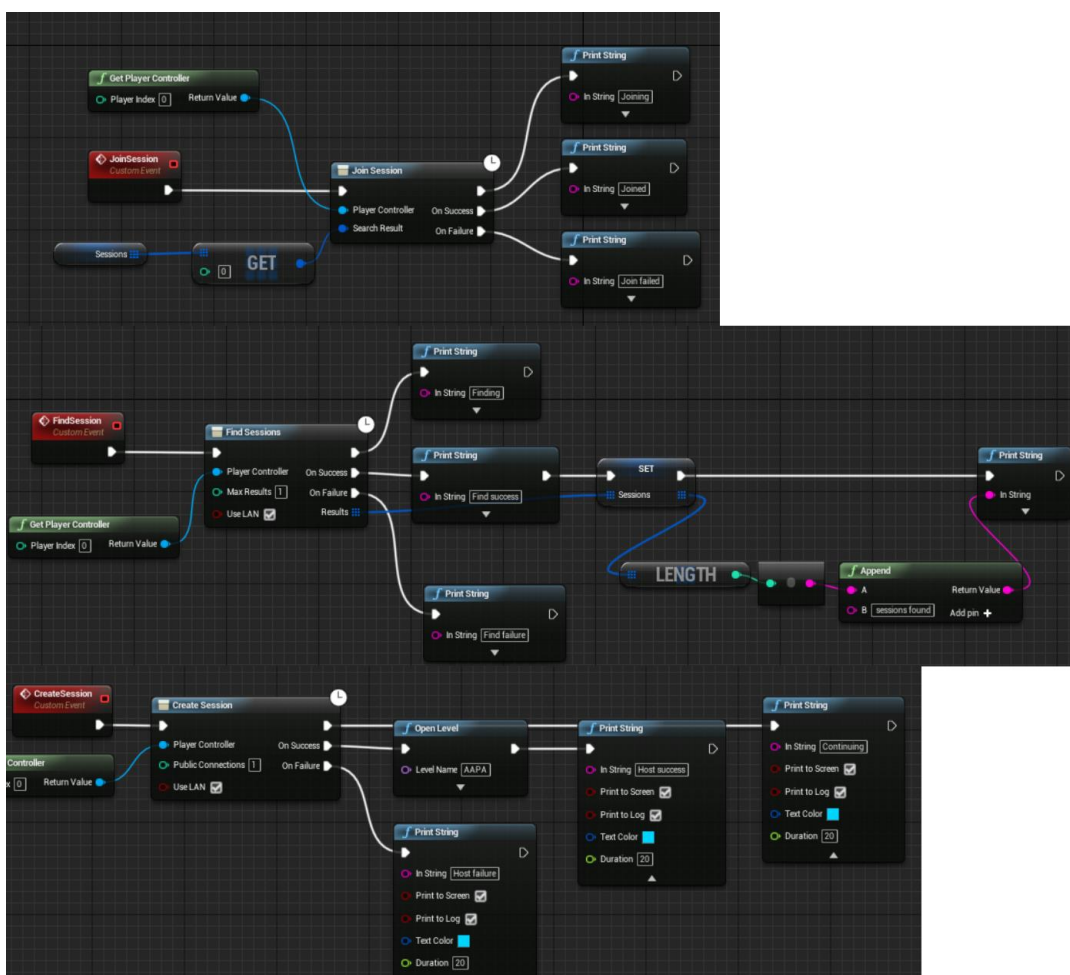 Print String
In String Joining
Get Player Controller
Player Index 0 Return Value
Print String
In String Joined
JoinSession
Custom Event
Join Session
Player Controller On Success
Search Result On Failure
Print String
In String Join failed
Sessions
GET
0
Print String
In String Finding
FindSession
Custom Event
Find Sessions
Player Controller On Success
Max Results 1 On Failure
Use LAN Results
Print String
In String Find success
SET
Sessions
Print String
In String
Get Player Controller
Player Index 0 Return Value
LENGTH
Append
A Return Value
B sessions found Add pin
Print String
In String Find failure
CreateSession
Custom Event
Create Session
Player Controller On Success
Public Connections 1 On Failure
Use LAN
Controller
x 0 Return Value
Open Level
Level Name AAPA
Print String
In String Host success
Print to Screen
Print to Log
Text Color
Duration 20
Print String
In String Continuing
Print to Screen
Print to Log
Text Color
Duration 20
Print String
In String Host failure
Print to Screen
Print to Log
Text Color
Duration 20